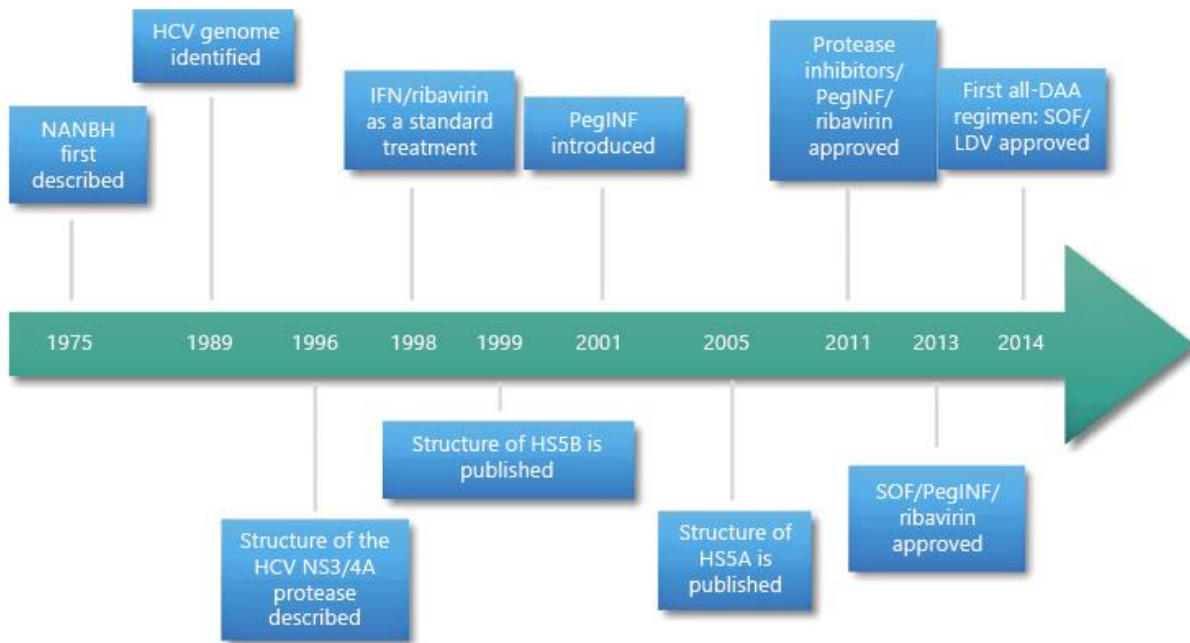 HCV genome
identified
NANBH
first
described
IFN/ribavirin
as a standard
treatment
PegINF
introduced
Protease
inhibitors/
PegINF/
ribavirin
approved
First all-DAA
regimen: SOF/
LDV approved
1975
1989
1996
1998
1999
2001
2005
2011
2013
2014
Structure of HS5B is
published
Structure of the
HCV NS3/4A
protease
described
Structure of
HS5A is
published
SOF/PegINF/
ribavirin
approved